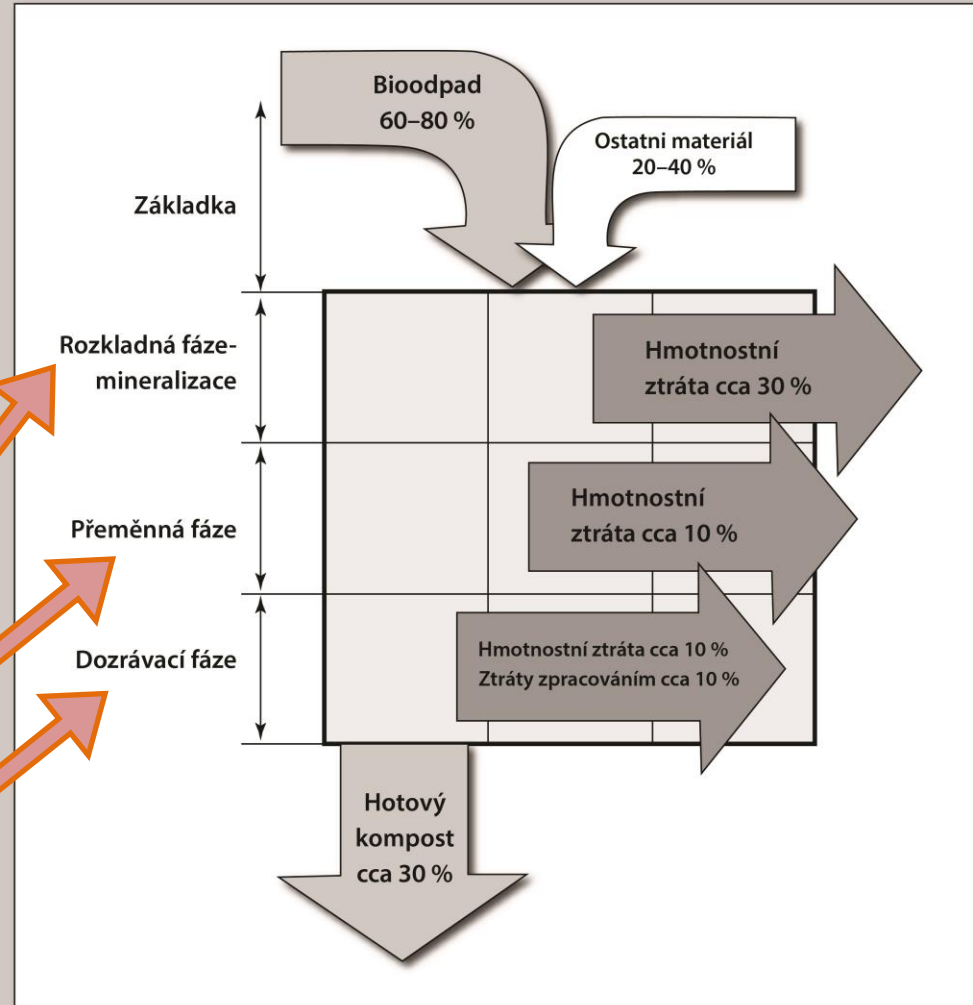 Bioodpad
60–80 %
Ostatni materiál
20–40 %
Základka
Rozkladná fáze-
mineralizace
Hmotnostní
ztráta cca 30 %
Přeměnná fáze
Hmotnostní
ztráta cca 10 %
Dozrávací fáze
Hmotnostní ztráta cca 10 %
Ztráty zpracováním cca 10 %
Hotový
kompost
cca 30 %